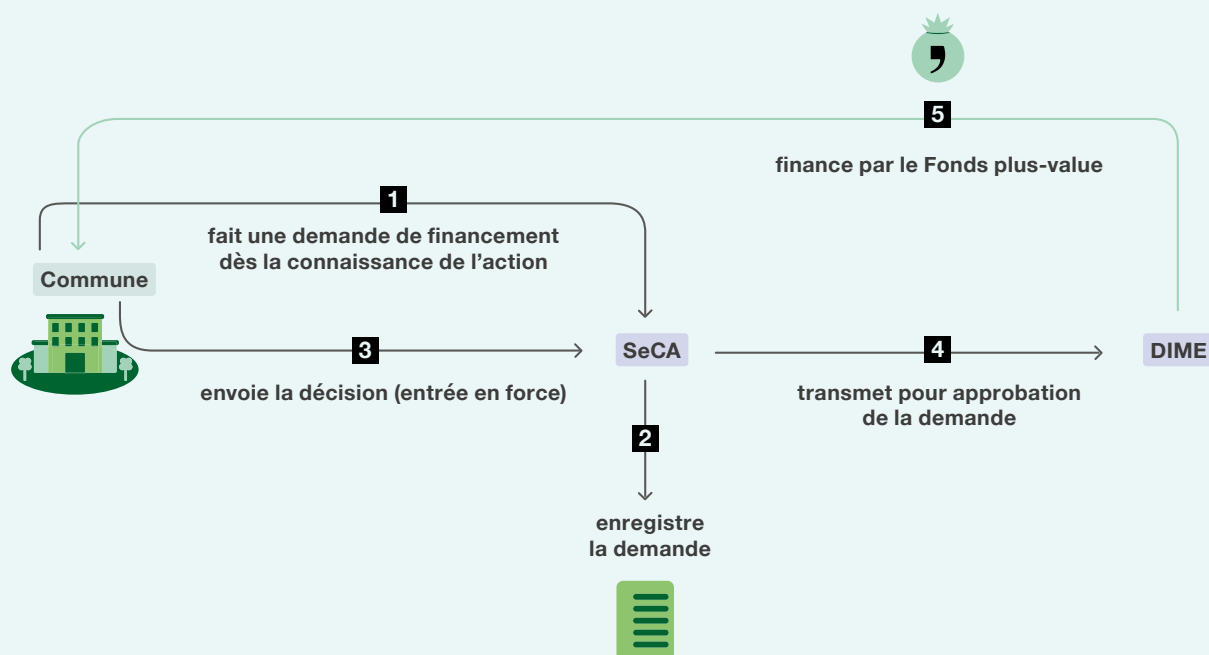 5
finance par le Fonds plus-value
1
fait une demande de financement
dès la connaissance de l’action
Commune
3
envoie la décision (entrée en force)
SeCA
4
transmet pour approbation
de la demande
DIME
2
enregistre
la demande